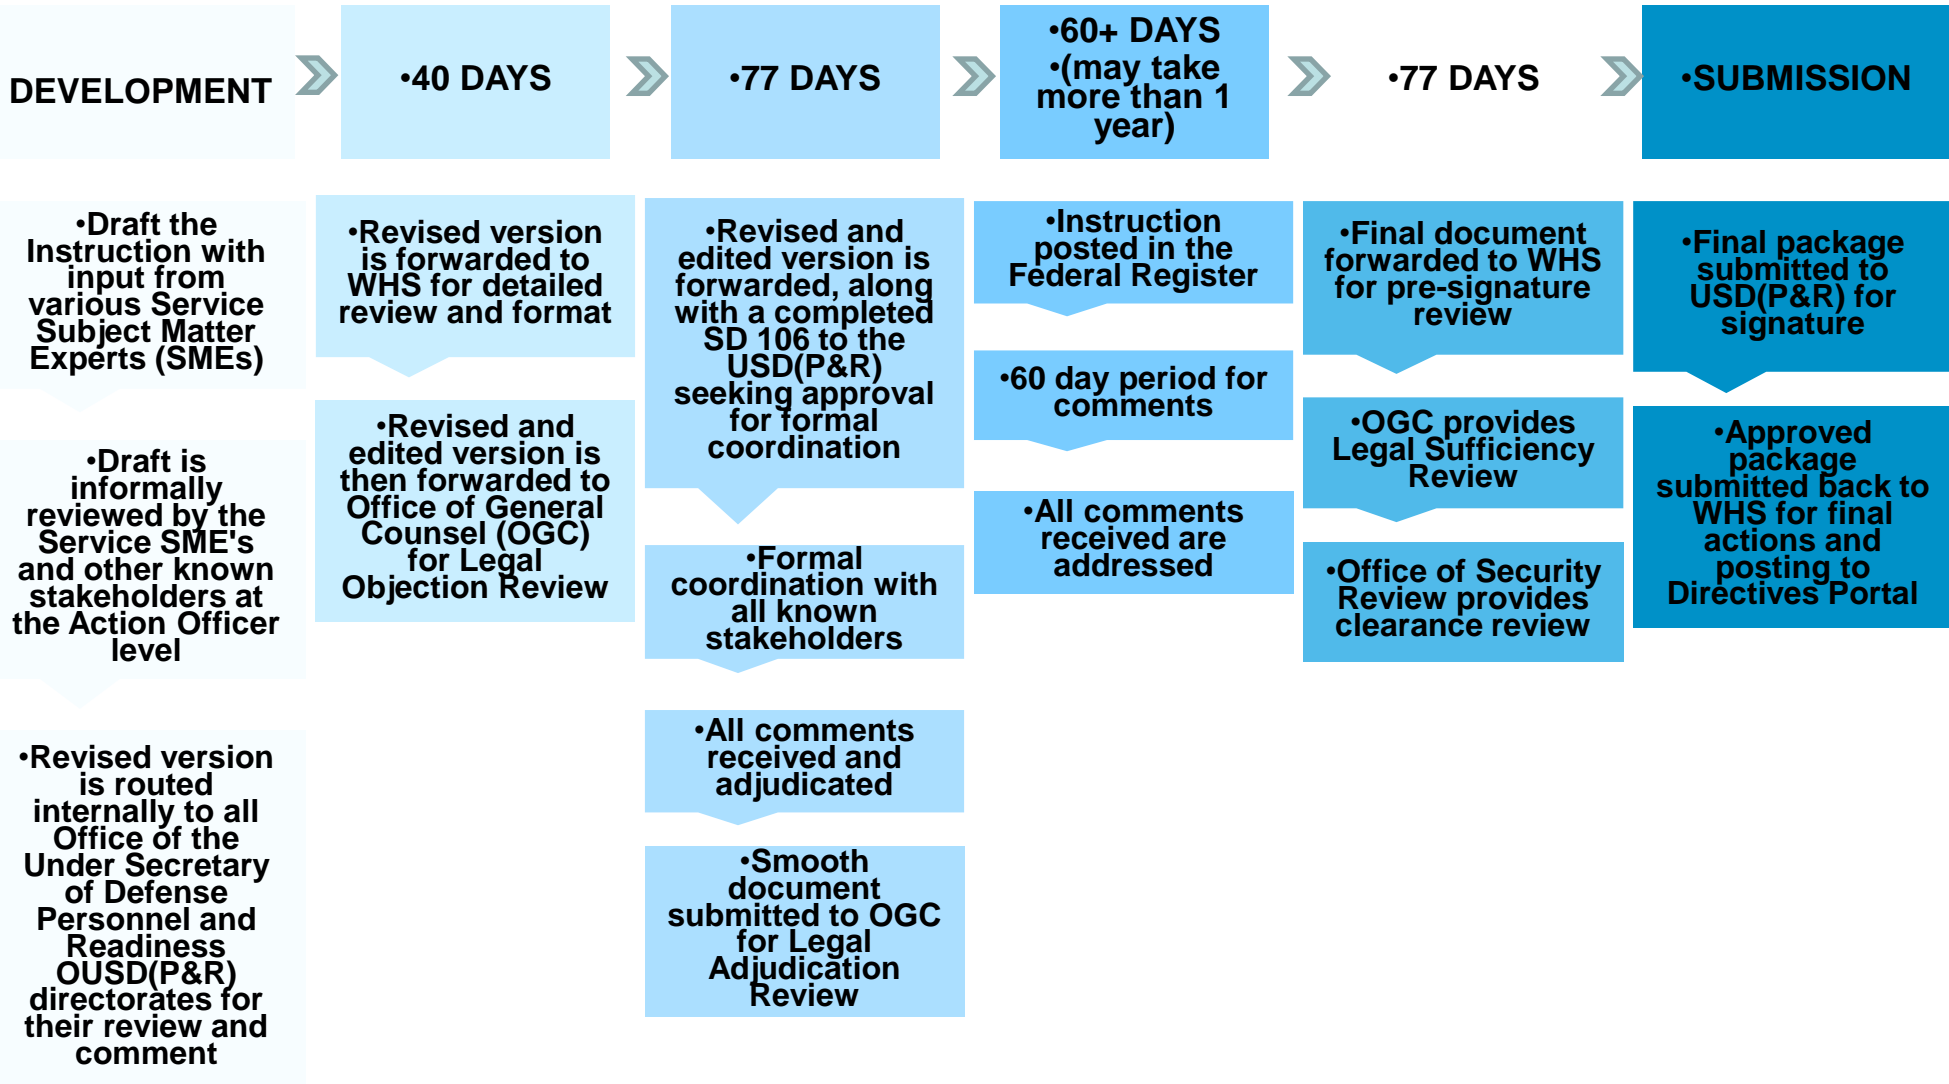 DEVELOPMENT
•40 DAYS
•77 DAYS
•60+ DAYS
•(may take
more than 1
year)
•77 DAYS
•SUBMISSION
•Draft the
Instruction with
input from
various Service
Subject Matter
Experts (SMEs)
•Draft is
informally
reviewed by the
Service SME's
and other known
stakeholders at
the Action Officer
level
•Revised version
is routed
internally to all
Office of the
Under Secretary
of Defense
Personnel and
Readiness
OUSD(P&R)
directorates for
their review and
comment
•Revised version
is forwarded to
WHS for detailed
review and format
•Revised and
edited version is
then forwarded to
Office of General
Counsel (OGC)
for Legal
Objection Review
•Revised and
edited version is
forwarded, along
with a completed
SD 106 to the
USD(P&R)
seeking approval
for formal
coordination
•Formal
coordination with
all known
stakeholders
•All comments
received and
adjudicated
•Smooth
document
submitted to OGC
for Legal
Adjudication
Review
•Instruction
posted in the
Federal Register
•60 day period for
comments
•All comments
received are
addressed
•Final document
forwarded to WHS
for pre-signature
review
•OGC provides
Legal Sufficiency
Review
•Office of Security
Review provides
clearance review
•Final package
submitted to
USD(P&R) for
signature
•Approved
package
submitted back to
WHS for final
actions and
posting to
Directives Portal